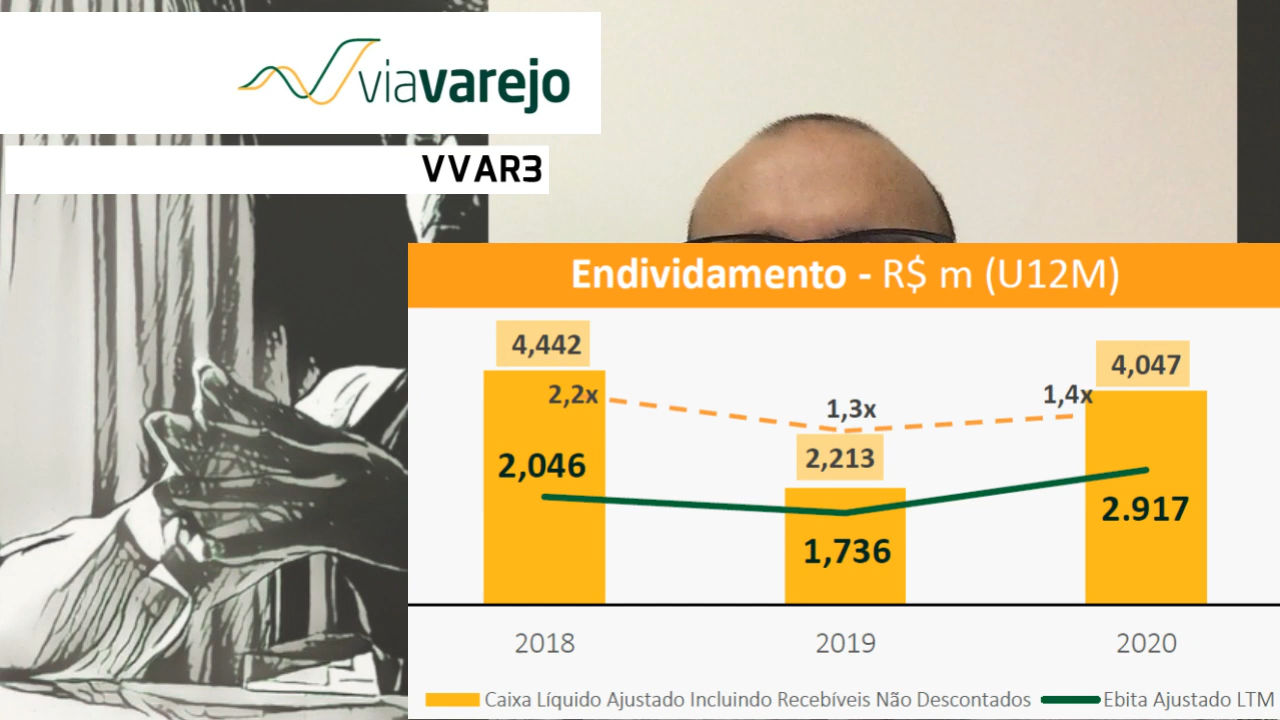 viavarejo
VVAR3
Endividamento - R$ m (U12M)
4,442
4,047
2,2x
1,3x
1,4x
2,213
2,046
2.917
1,736
2018
2019
2020
Caixa Líquido Ajustado Incluindo Recebíveis Não Descontados
Ebita Ajustado LTM